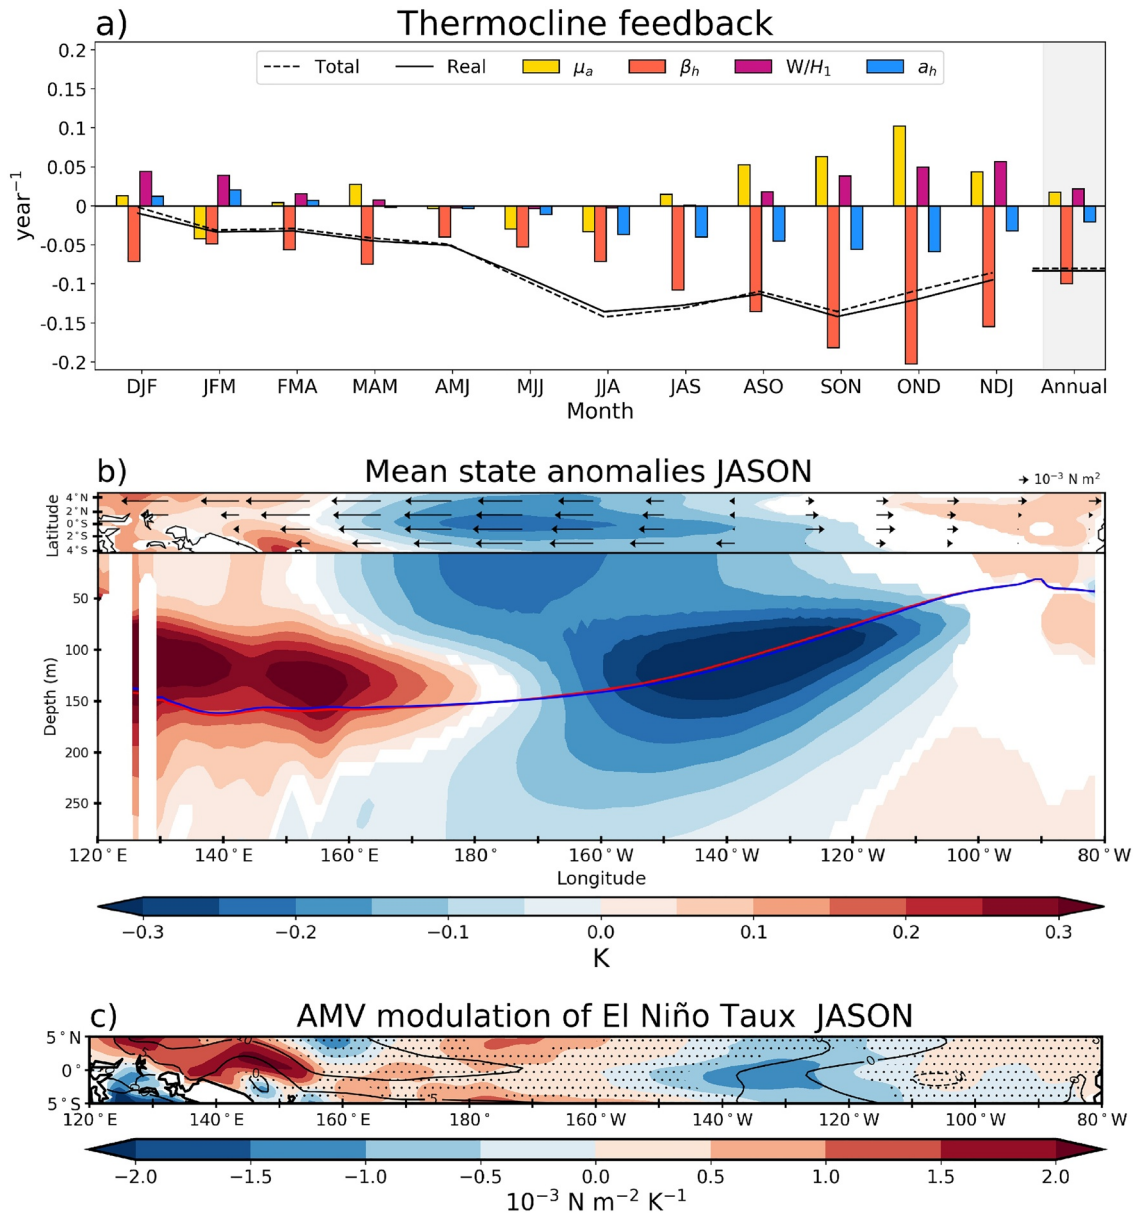 a) Thermocline feedback
0.2
0.15
0.1
0.05
0
-0.05
-0.1
-0.15
-0.2
year⁻¹
Total Real μₐ βₕ W/H₁ aₕ
DJF JFM FMA MAM AMJ MJJ JJA JAS ASO SON OND NDJ Annual
Month
b) Mean state anomalies JASON
10⁻³ N m²
Latitude
4°N
2°N
0°S
2°S
4°S
Depth (m)
50
100
150
200
250
120°E 140°E 160°E 180° 160°W 140°W 120°W 100°W 80°W
Longitude
−0.3 −0.2 −0.1 0.0 0.1 0.2 0.3
K
c) AMV modulation of El Niño Taux JASON
5°N
0°
5°S
120°E 130°E 140°E 160°E 180° 160°W 140°W 120°W 100°W 80°W
−2.0 −1.5 −1.0 −0.5 0.0 0.5 1.0 1.5 2.0
10⁻³ N m⁻² K⁻¹